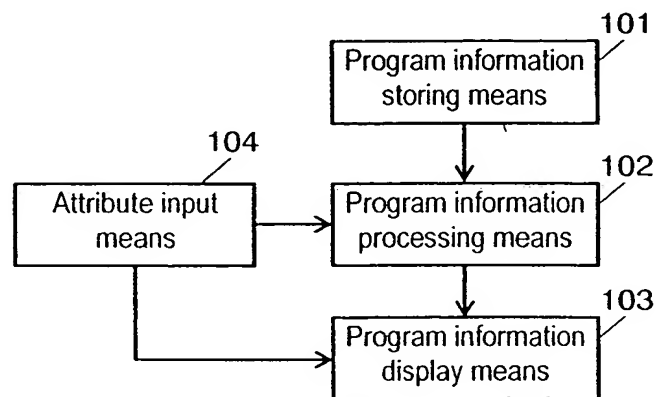 101
Program information
storing means
104
102
Attribute input
means
Program information
processing means
103
Program information
display means